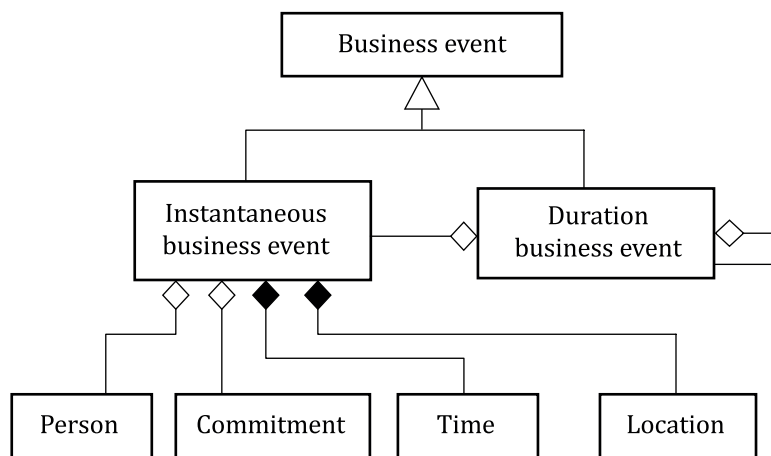 Business event
Instantaneous
business event
Duration
business event
Person
Commitment
Time
Location